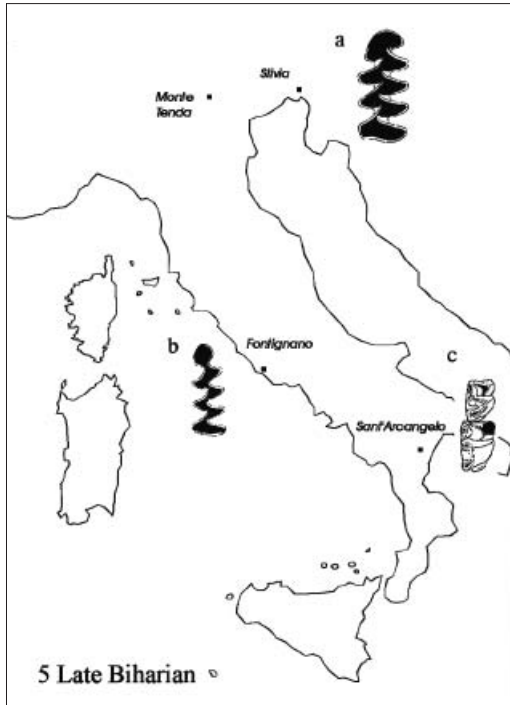 a
Slivia
Monte
Tenda
b
Fontignano
c
Sant'Arcangelo
5 Late Biharian